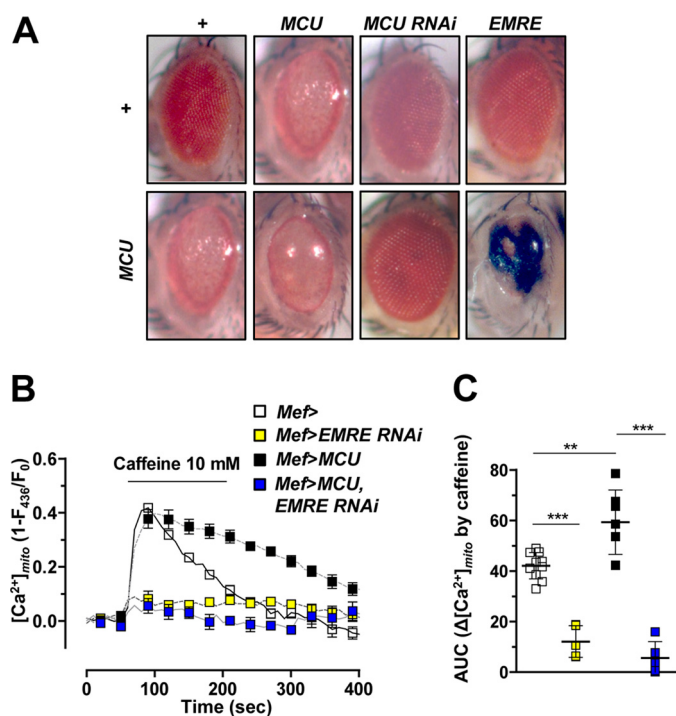 A
+ MCU MCU RNAi EMRE
+
MCU
B
Mef>
Mef>EMRE RNAi
Mef>MCU
Mef>MCU,
EMRE RNAi
Caffeine 10 mM
[Ca²⁺]mito (1-F₄₃₆/F₀)
0.6
0.4
0.2
0.0
0 100 200 300 400
Time (sec)
C
***
**
***
AUC (Δ[Ca²⁺]mito by caffeine)
80
60
40
20
0